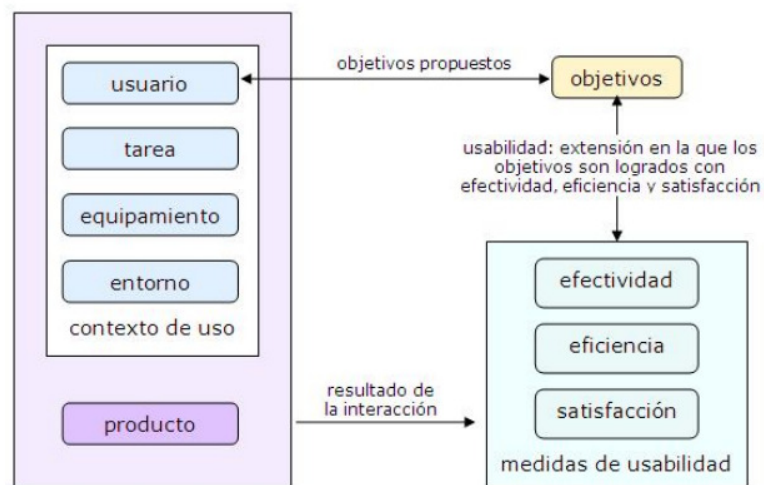 usuario
tarea
equipamiento
entorno
contexto de uso
producto
objetivos propuestos
objetivos
usabilidad: extensión en la que los
objetivos son logrados con
efectividad, eficiencia y satisfacción
resultado de
la interacción
efectividad
eficiencia
satisfacción
medidas de usabilidad